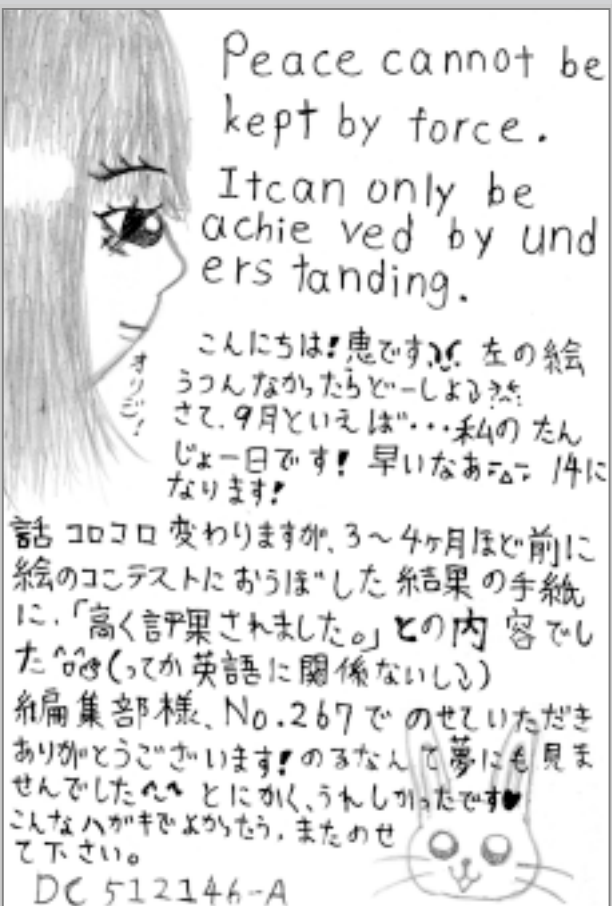 Peace cannot be
kept by force.
It can only be
achie ved by und
ers tanding.
オリジ!
こんにちは!恵です 左の絵
うつんなかったらどーしよる
さて、9月といえば…私のたん
じょー日です!早いなあ 14に
なります!
話コロコロ変わりますが、3〜4ヶ月ほど前に
絵のコンテストにおうぼした結果の手紙
に、「高く評果されました。」との内容でし
た^o^(ってか英語に関係ないしる)
編集部様、No.267でのせていただき
ありがとうございます!のるなんて夢にも見ま
せんでした^^ とにかく、うれしかったです♥
こんなハガキでよかったら、またのせ
て下さい。
DC 512146-A